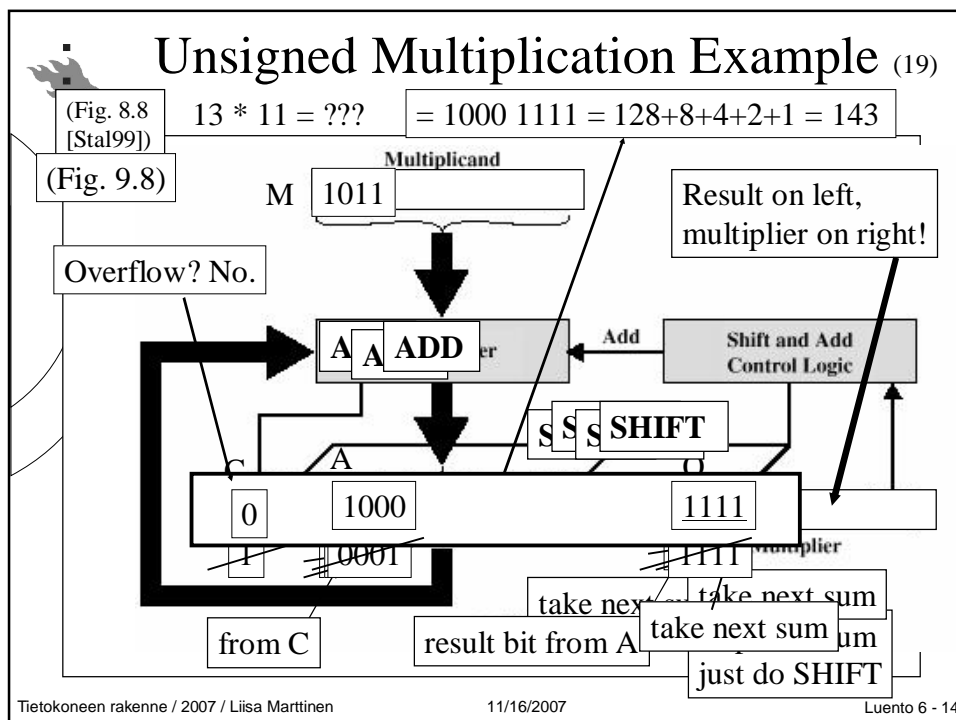 Unsigned Multiplication Example (19)
(Fig. 8.8
[Stal99])
13 * 11 = ???
= 1000 1111 = 128+8+4+2+1 = 143
(Fig. 9.8)
Multiplicand
M
1011
Result on left,
multiplier on right!
Overflow? No.
A
A
ADD
Add
Shift and Add
Control Logic
S
S
S
SHIFT
C
A
Q
0
1000
1111
1
0001
1111
take next
take next sum
take next sum
sum
just do SHIFT
from C
result bit from A
Tietokoneen rakenne / 2007 / Liisa Marttinen
11/16/2007
Luento 6 - 14